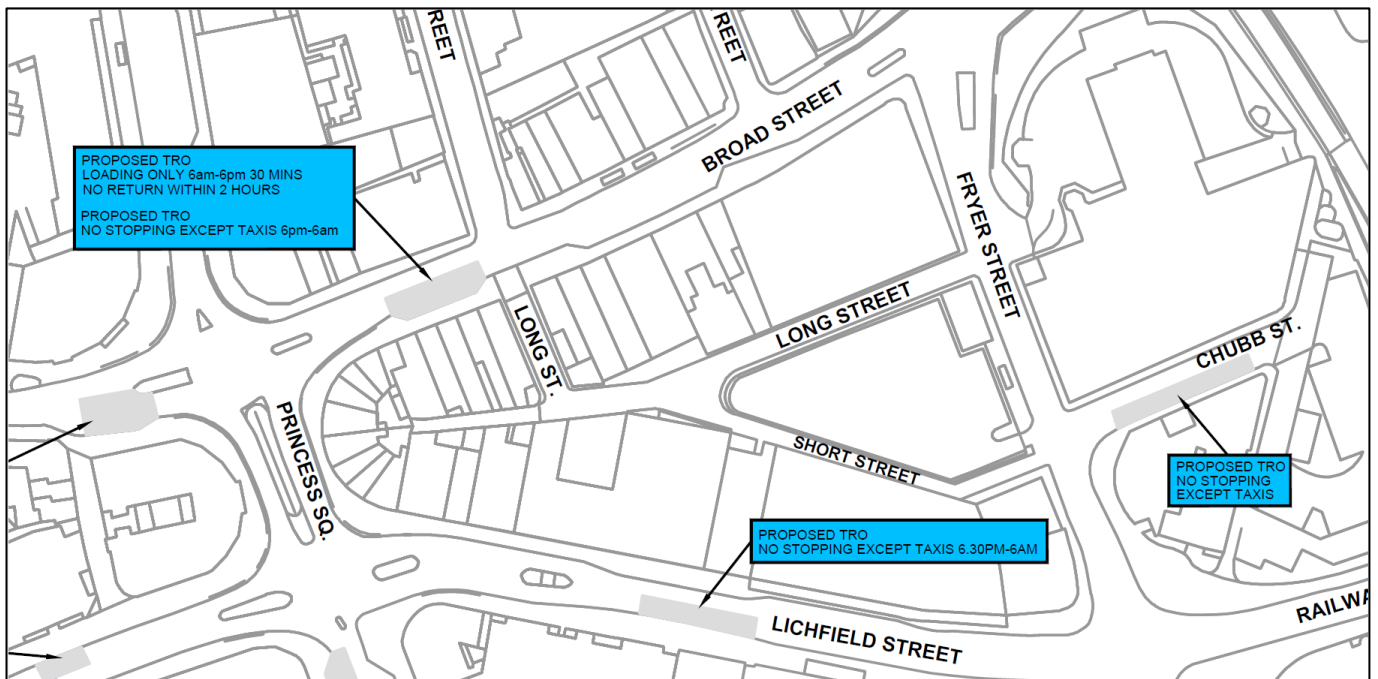 STREET
REET
BROAD STREET
PROPOSED TRO
LOADING ONLY 6am-6pm 30 MINS
NO RETURN WITHIN 2 HOURS
PROPOSED TRO
NO STOPPING EXCEPT TAXIS 6pm-6am
FRYER STREET
LONG ST.
LONG STREET
CHUBB ST.
PRINCESS SQ.
SHORT STREET
PROPOSED TRO
NO STOPPING
EXCEPT TAXIS
PROPOSED TRO
NO STOPPING EXCEPT TAXIS 6.30PM-6AM
LICHFIELD STREET
RAILWA